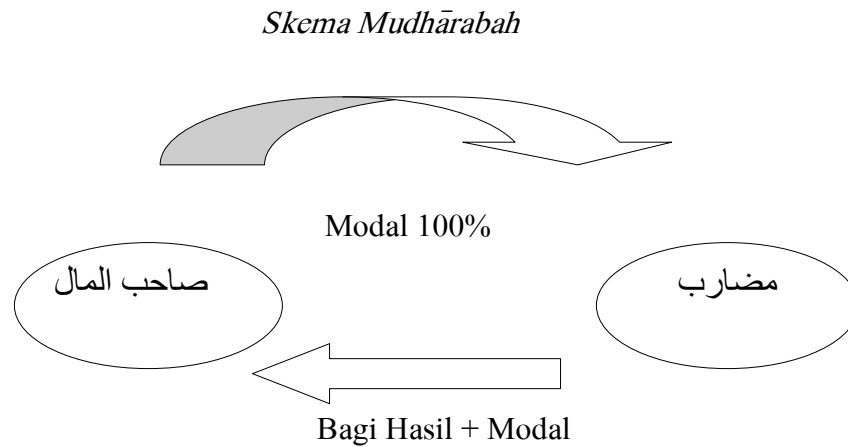 Skema Mudhārabah
Modal 100%
صاحب المال
مضارب
Bagi Hasil + Modal